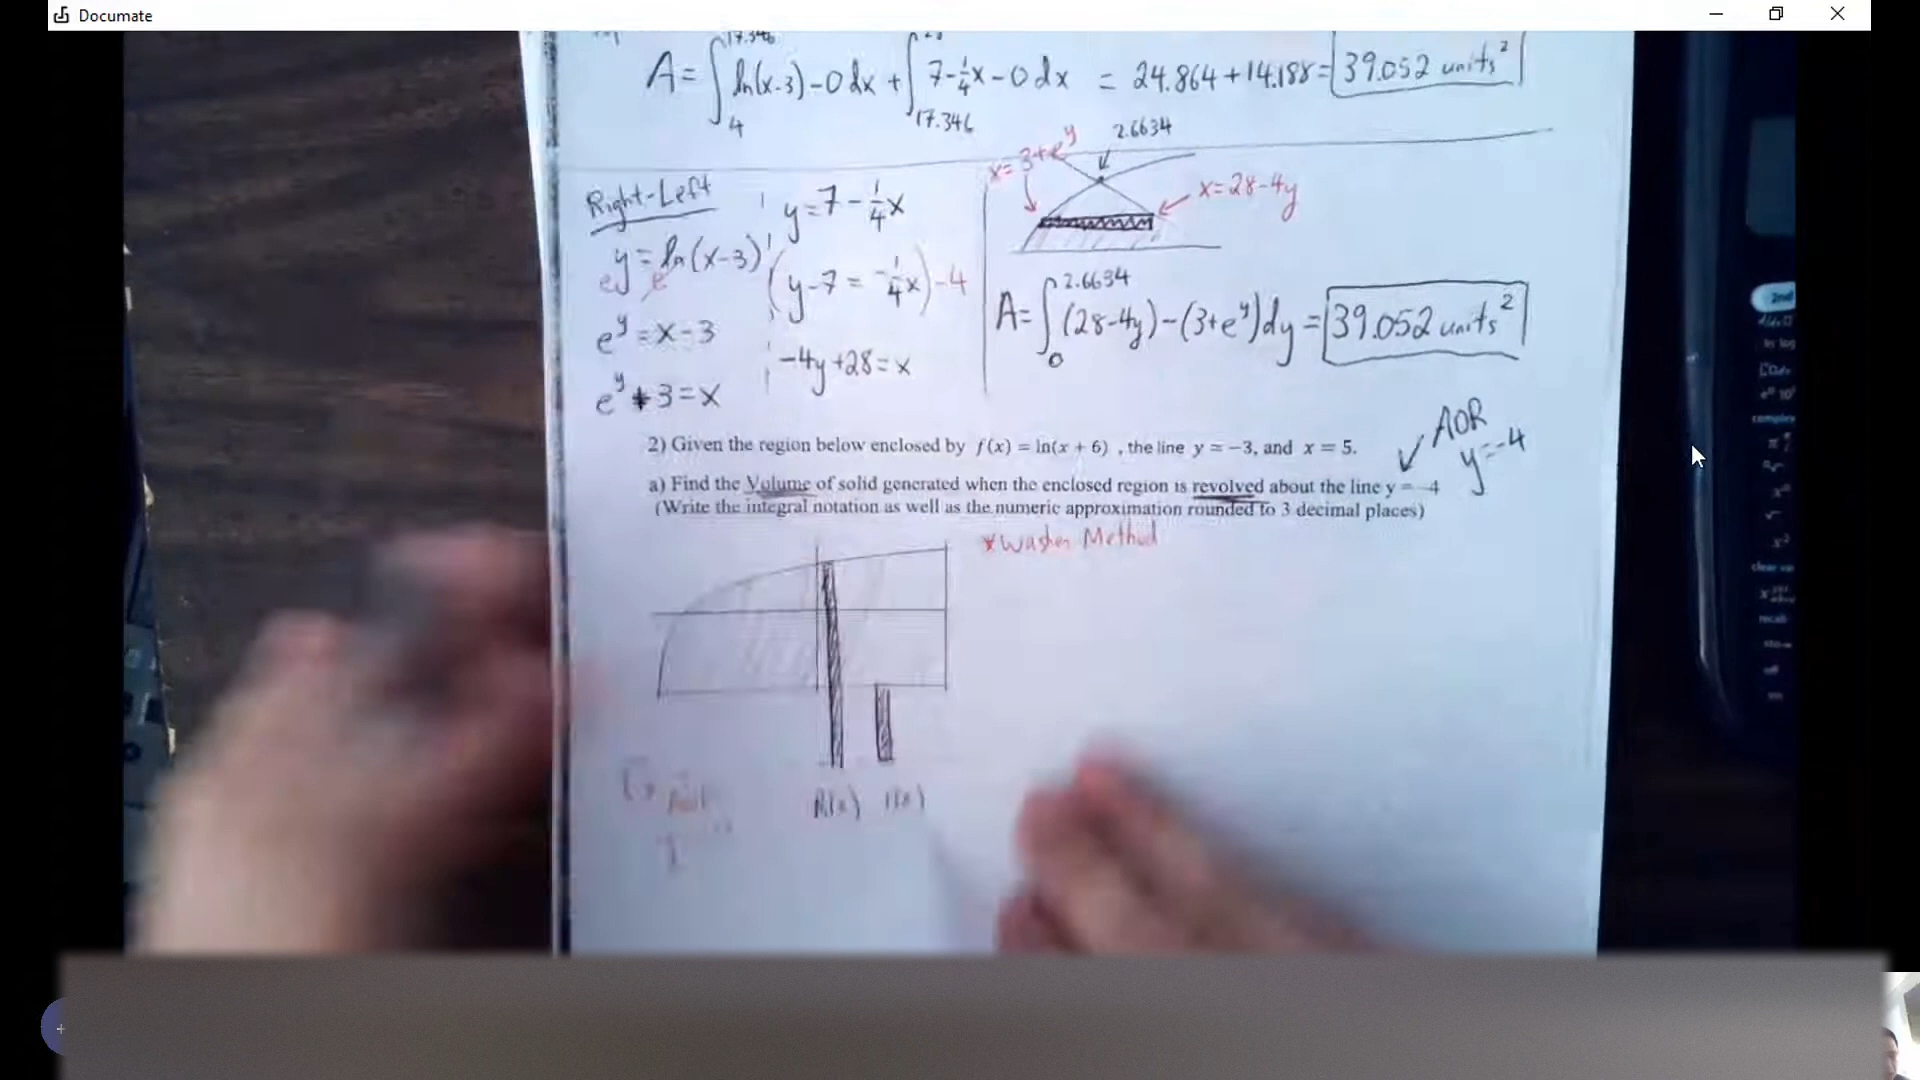 Documate
A = ∫ 4 17.346 ln(x-3) - 0 dx + ∫ 17.346 7 - 1/4 x - 0 dx = 24.864 + 14.188 = 39.052 units²
2.6634
x = 3 + e^y
x = 28 - 4y
Right-Left
y = ln(x-3)
e^y = x - 3
e^y + 3 = x
y = 7 - 1/4 x
(y - 7 = -1/4 x) - 4
-4y + 28 = x
A = ∫ 0 2.6634 (28-4y) - (3+e^y) dy = 39.052 units²
AOR
y = -4
2) Given the region below enclosed by f(x) = ln(x + 6) , the line y = −3, and x = 5.
a) Find the Volume of solid generated when the enclosed region is revolved about the line y = −4
(Write the integral notation as well as the numeric approximation rounded to 3 decimal places)
*Washer Method
R(x) r(x)
2nd